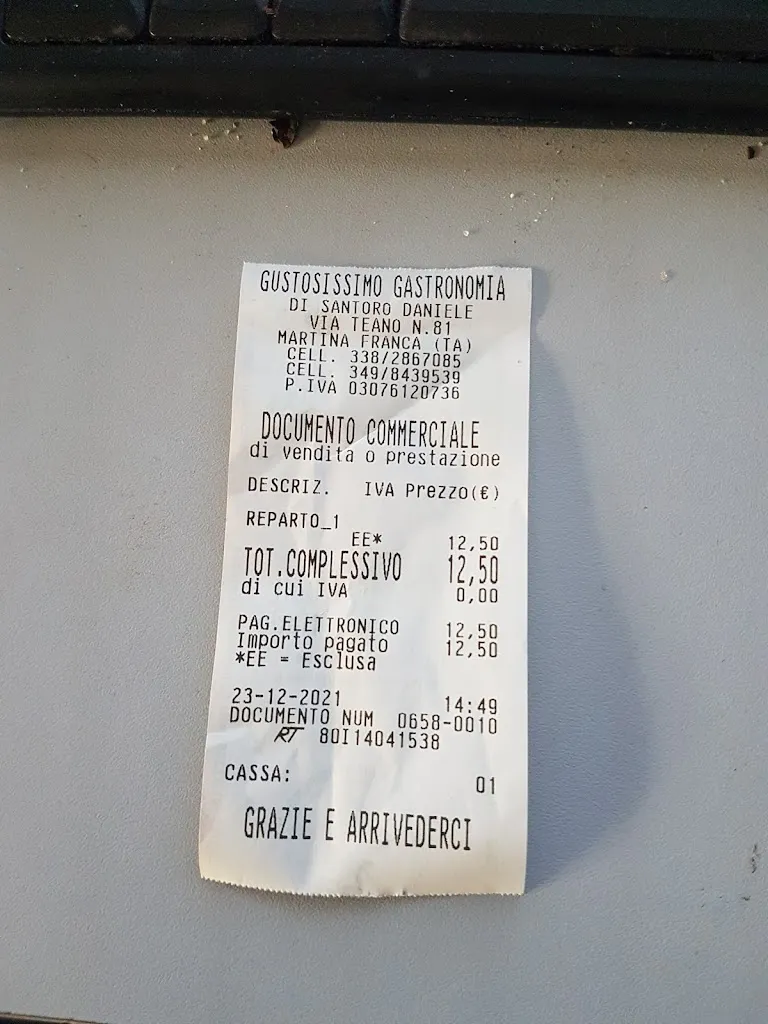 GUSTOSISSIMO GASTRONOMIA
DI SANTORO DANIELE
VIA TEANO N.81
MARTINA FRANCA (TA)
CELL. 338/2867085
CELL. 349/8439539
P.IVA 03076120736
DOCUMENTO COMMERCIALE
di vendita o prestazione
DESCRIZ. IVA Prezzo(€)
REPARTO_1
EE* 12,50
TOT.COMPLESSIVO 12,50
di cui IVA 0,00
PAG.ELETTRONICO 12,50
Importo pagato 12,50
*EE = Esclusa
23-12-2021 14:49
DOCUMENTO NUM 0658-0010
RT 80I14041538
CASSA: 01
GRAZIE E ARRIVEDERCI